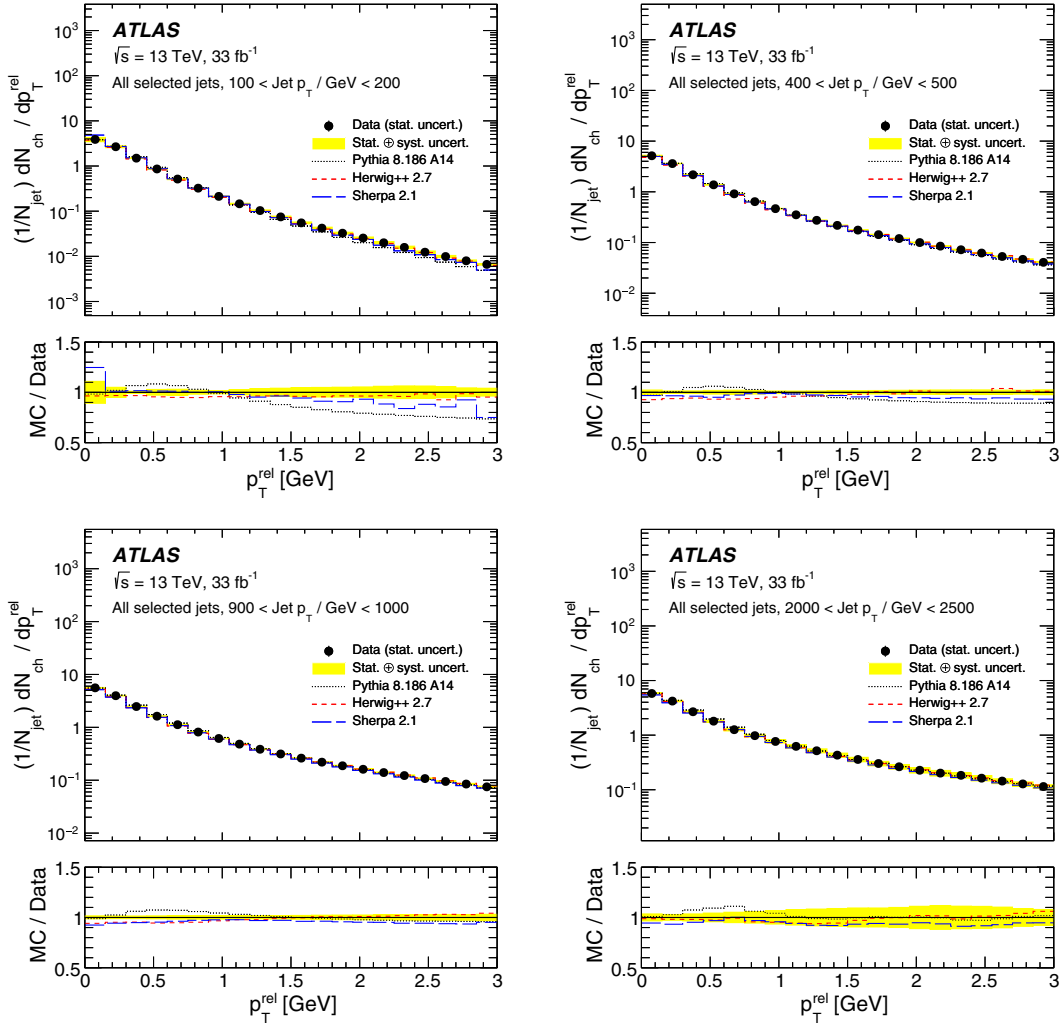 ATLAS
√s = 13 TeV, 33 fb⁻¹
All selected jets, 100 < Jet p_T / GeV < 200
Data (stat. uncert.)
Stat. ⊕ syst. uncert.
Pythia 8.186 A14
Herwig++ 2.7
Sherpa 2.1
(1/N_jet) dN_ch / dp_T^rel
10³
10²
10
1
10⁻¹
10⁻²
10⁻³
MC / Data
1.5
1
0.5
0 0.5 1 1.5 2 2.5 3
p_T^rel [GeV]
ATLAS
√s = 13 TeV, 33 fb⁻¹
All selected jets, 400 < Jet p_T / GeV < 500
Data (stat. uncert.)
Stat. ⊕ syst. uncert.
Pythia 8.186 A14
Herwig++ 2.7
Sherpa 2.1
(1/N_jet) dN_ch / dp_T^rel
10³
10²
10
1
10⁻¹
10⁻²
MC / Data
1.5
1
0.5
0 0.5 1 1.5 2 2.5 3
p_T^rel [GeV]
ATLAS
√s = 13 TeV, 33 fb⁻¹
All selected jets, 900 < Jet p_T / GeV < 1000
Data (stat. uncert.)
Stat. ⊕ syst. uncert.
Pythia 8.186 A14
Herwig++ 2.7
Sherpa 2.1
(1/N_jet) dN_ch / dp_T^rel
10³
10²
10
1
10⁻¹
10⁻²
MC / Data
1.5
1
0.5
0 0.5 1 1.5 2 2.5 3
p_T^rel [GeV]
ATLAS
√s = 13 TeV, 33 fb⁻¹
All selected jets, 2000 < Jet p_T / GeV < 2500
Data (stat. uncert.)
Stat. ⊕ syst. uncert.
Pythia 8.186 A14
Herwig++ 2.7
Sherpa 2.1
(1/N_jet) dN_ch / dp_T^rel
10³
10²
10
1
10⁻¹
MC / Data
1.5
1
0.5
0 0.5 1 1.5 2 2.5 3
p_T^rel [GeV]